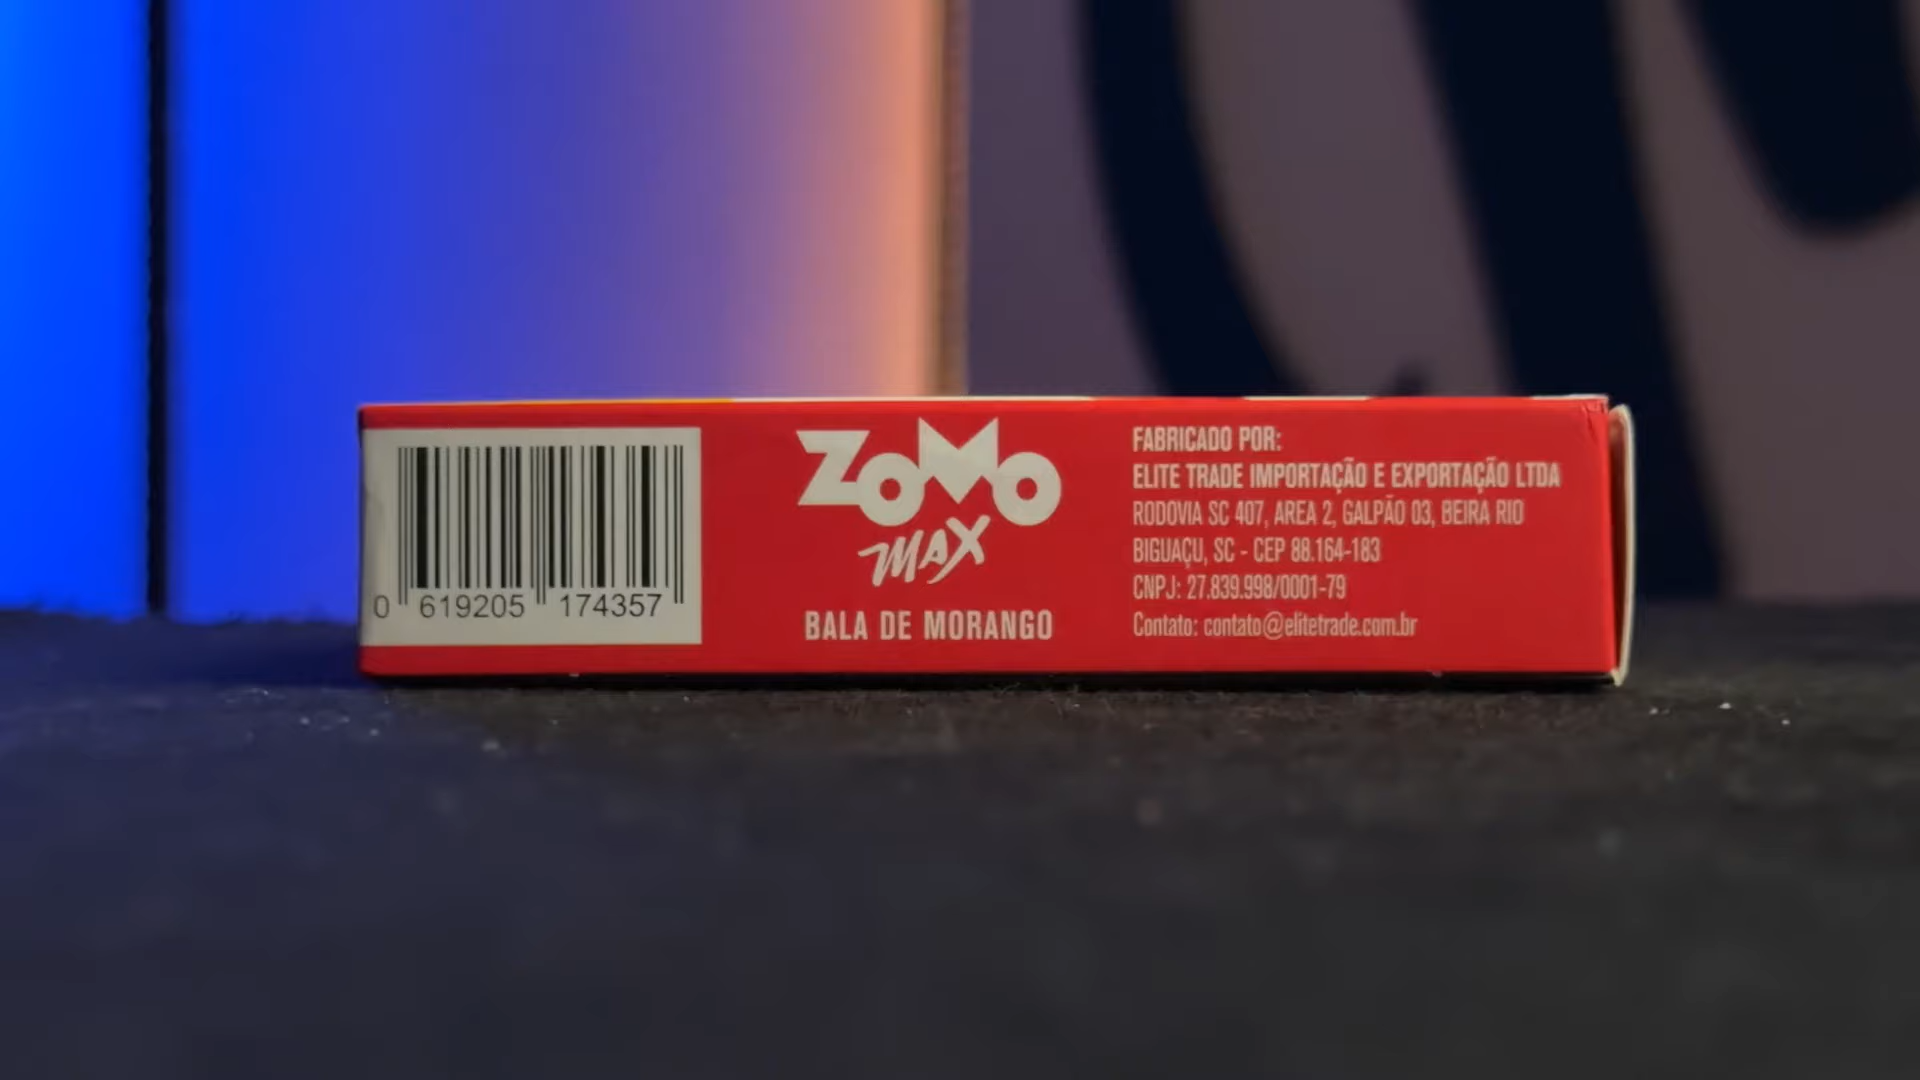 0 619205 174357
ZOMO
MAX
BALA DE MORANGO
FABRICADO POR:
ELITE TRADE IMPORTAÇÃO E EXPORTAÇÃO LTDA
RODOVIA SC 407, AREA 2, GALPÃO 03, BEIRA RIO
BIGUAÇU, SC - CEP 88.164-183
CNPJ: 27.839.998/0001-79
Contato: contato@elitetrade.com.br